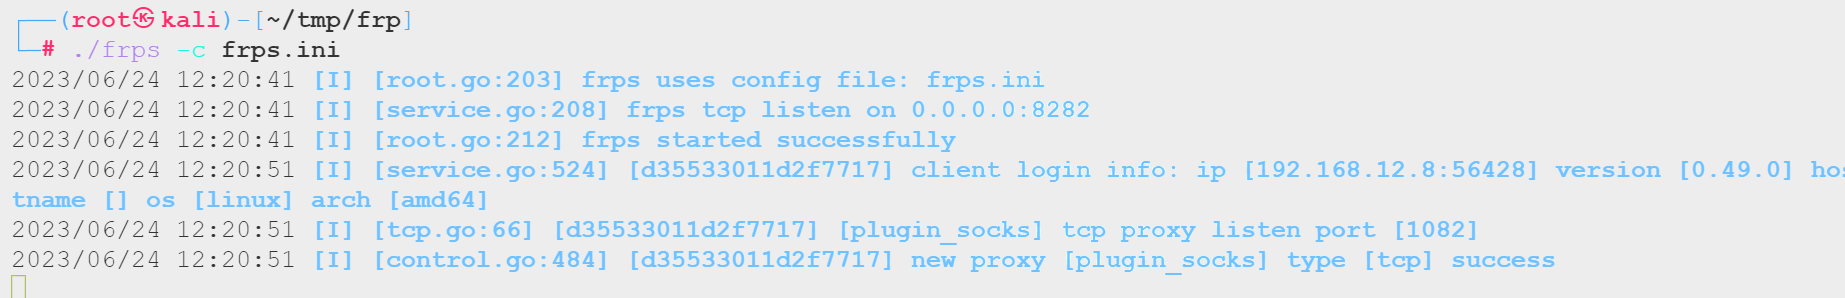 ┌──(root㉿kali)-[~/tmp/frp]
└─# ./frps -c frps.ini
2023/06/24 12:20:41 [I] [root.go:203] frps uses config file: frps.ini
2023/06/24 12:20:41 [I] [service.go:208] frps tcp listen on 0.0.0.0:8282
2023/06/24 12:20:41 [I] [root.go:212] frps started successfully
2023/06/24 12:20:51 [I] [service.go:524] [d35533011d2f7717] client login info: ip [192.168.12.8:56428] version [0.49.0] hos
tname [] os [linux] arch [amd64]
2023/06/24 12:20:51 [I] [tcp.go:66] [d35533011d2f7717] [plugin_socks] tcp proxy listen port [1082]
2023/06/24 12:20:51 [I] [control.go:484] [d35533011d2f7717] new proxy [plugin_socks] type [tcp] success